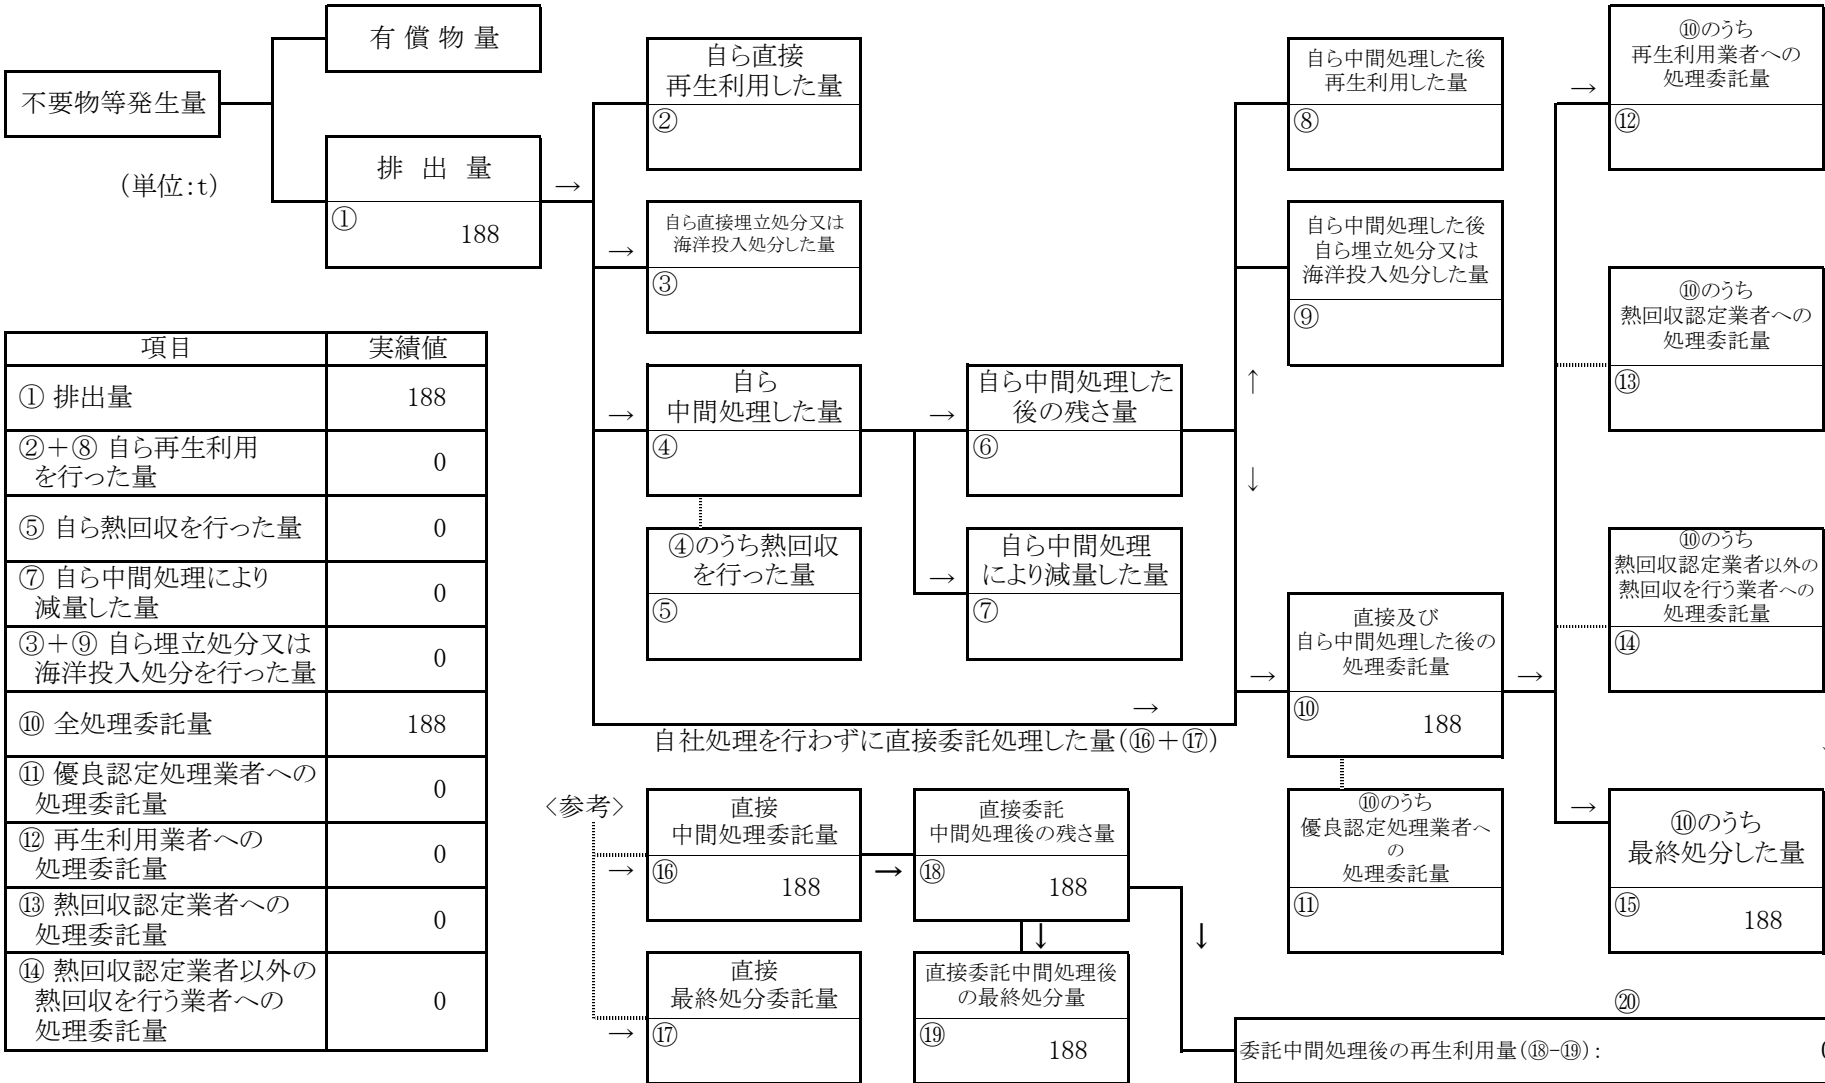 不要物等発生量
(単位:t)
有 償 物 量
排 出 量
①
188
→
自ら直接
再生利用した量
②
→
自ら直接埋立処分又は
海洋投入処分した量
③
→
自ら
中間処理した量
④
④のうち熱回収
を行った量
⑤
→
自ら中間処理した
後の残さ量
⑥
→
自ら中間処理
により減量した量
⑦
自ら中間処理した後
再生利用した量
⑧
自ら中間処理した後
自ら埋立処分又は
海洋投入処分した量
⑨
↑
↓
→
自社処理を行わずに直接委託処理した量(⑯+⑰)
→
直接及び
自ら中間処理した後の
処理委託量
⑩
188
→
⑩のうち
優良認定処理業者へ
の
処理委託量
⑪
→
⑩のうち
再生利用業者への
処理委託量
⑫
⑩のうち
熱回収認定業者への
処理委託量
⑬
⑩のうち
熱回収認定業者以外の
熱回収を行う業者への
処理委託量
⑭
→
⑩のうち
最終処分した量
⑮
188
項目 実績値
① 排出量 188
②+⑧ 自ら再生利用
を行った量 0
⑤ 自ら熱回収を行った量 0
⑦ 自ら中間処理により
減量した量 0
③+⑨ 自ら埋立処分又は
海洋投入処分を行った量 0
⑩ 全処理委託量 188
⑪ 優良認定処理業者への
処理委託量 0
⑫ 再生利用業者への
処理委託量 0
⑬ 熱回収認定業者への
処理委託量 0
⑭ 熱回収認定業者以外の
熱回収を行う業者への
処理委託量 0
<参考>
→
直接
中間処理委託量
⑯
188
→
直接委託
中間処理後の残さ量
⑱
188
↓
↓
→
直接
最終処分委託量
⑰
直接委託中間処理後
の最終処分量
⑲
188
⑳
委託中間処理後の再生利用量(⑱-⑲):